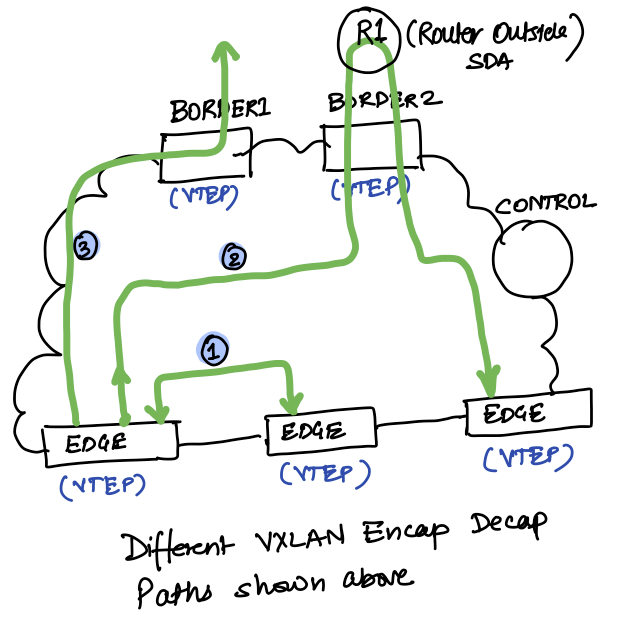 R1
(Router Outside)
SDA
BORDER1
BORDER2
(VTEP)
(VTEP)
CONTROL
3
2
1
EDGE
EDGE
EDGE
(VTEP)
(VTEP)
(VTEP)
Different VXLAN Encap Decap
Paths shown above